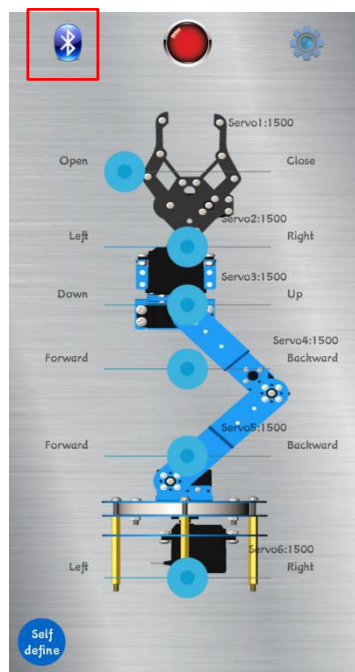 Servo1:1500
Open Close
Servo2:1500
Left Right
Servo3:1500
Down Up
Servo4:1500
Forward Backward
Servo5:1500
Forward Backward
Servo6:1500
Left Right
Self
define